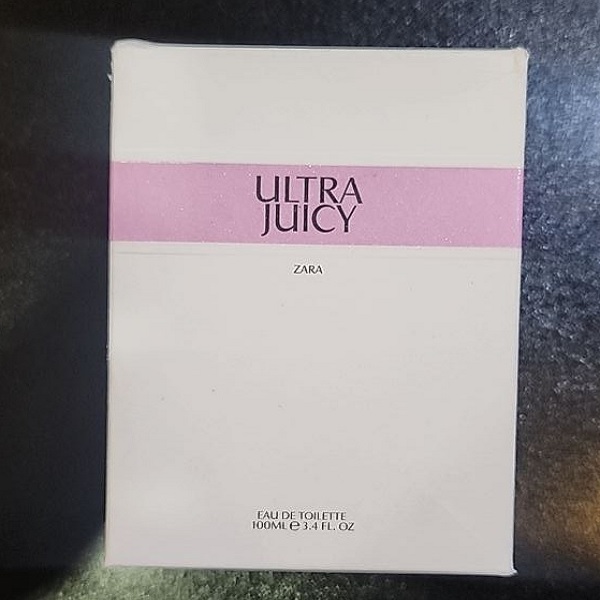 ULTRA
JUICY
ZARA
EAU DE TOILETTE
100ML e 3.4 FL. OZ